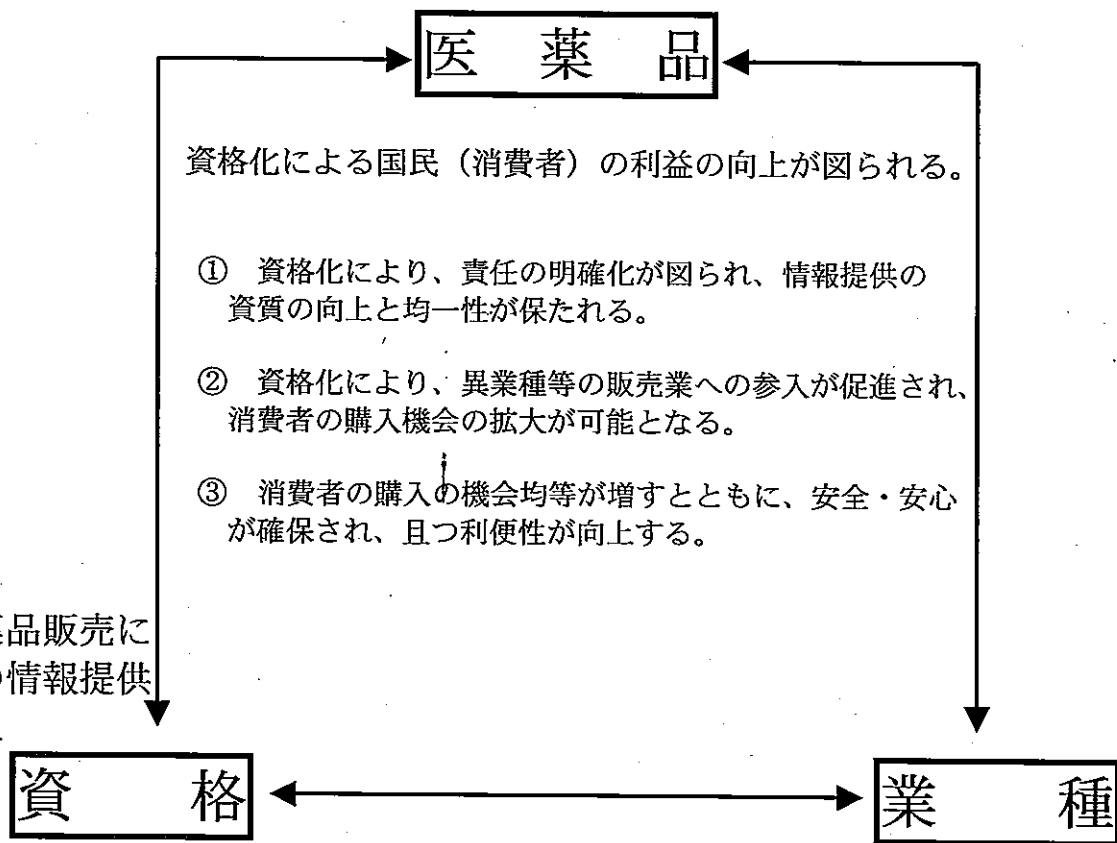 医 薬 品
資格化による国民（消費者）の利益の向上が図られる。
① 資格化により、責任の明確化が図られ、情報提供の
資質の向上と均一性が保たれる。
② 資格化により、異業種等の販売業への参入が促進され、
消費者の購入機会の拡大が可能となる。
③ 消費者の購入の機会均等が増すとともに、安全・安心
が確保され、且つ利便性が向上する。
品販売に
情報提供
資 格
業 種